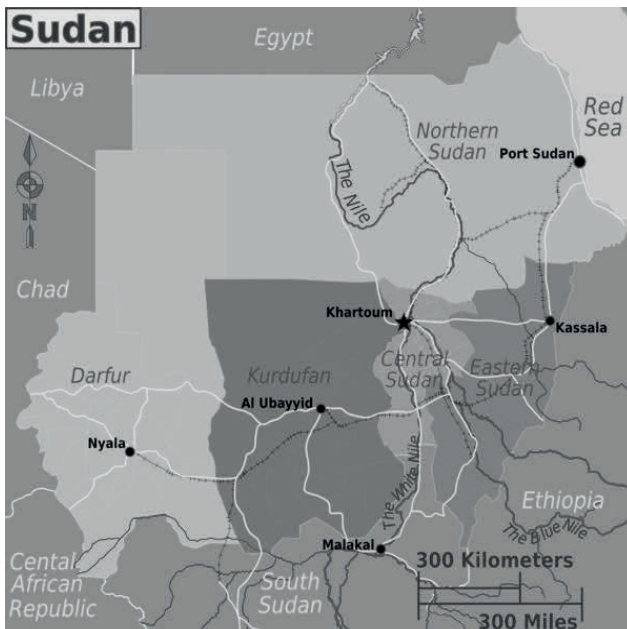 Sudan
Egypt
Libya
Red
Sea
Northern
Sudan
Port Sudan
The Nile
N
Chad
Khartoum
Kassala
Central
Sudan
Eastern
Sudan
Darfur
Kurdufan
Al Ubayyid
Nyala
The White Nile
Ethiopia
The Blue Nile
Malakal
300 Kilometers
Cental
African
Republic
South
Sudan
300 Miles